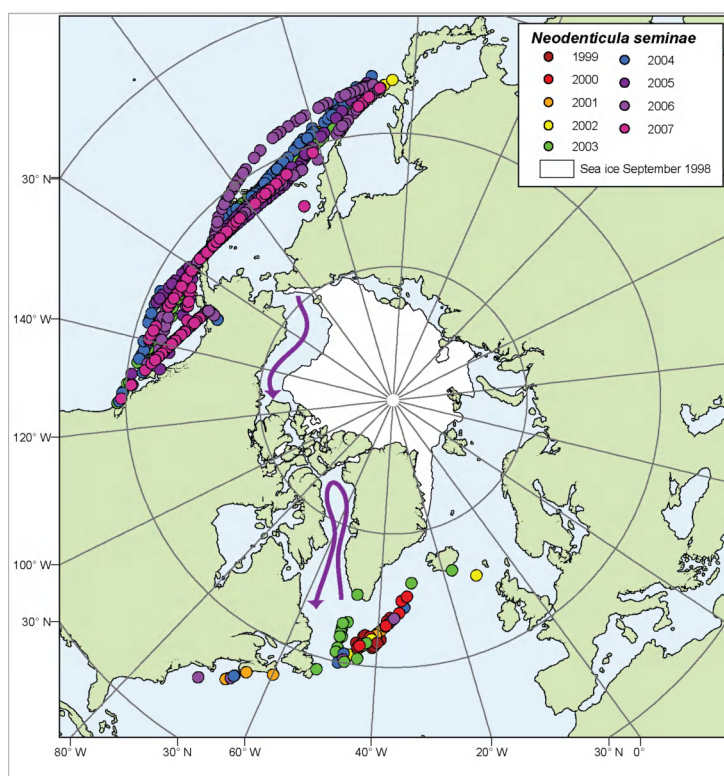 Neodenticula seminae
1999
2004
2000
2005
2001
2006
2002
2007
2003
Sea ice September 1998
30° N
140° W
120° W
100° W
30° N
80° W
30 N
60° W
40° W
20° W
30° N
0°